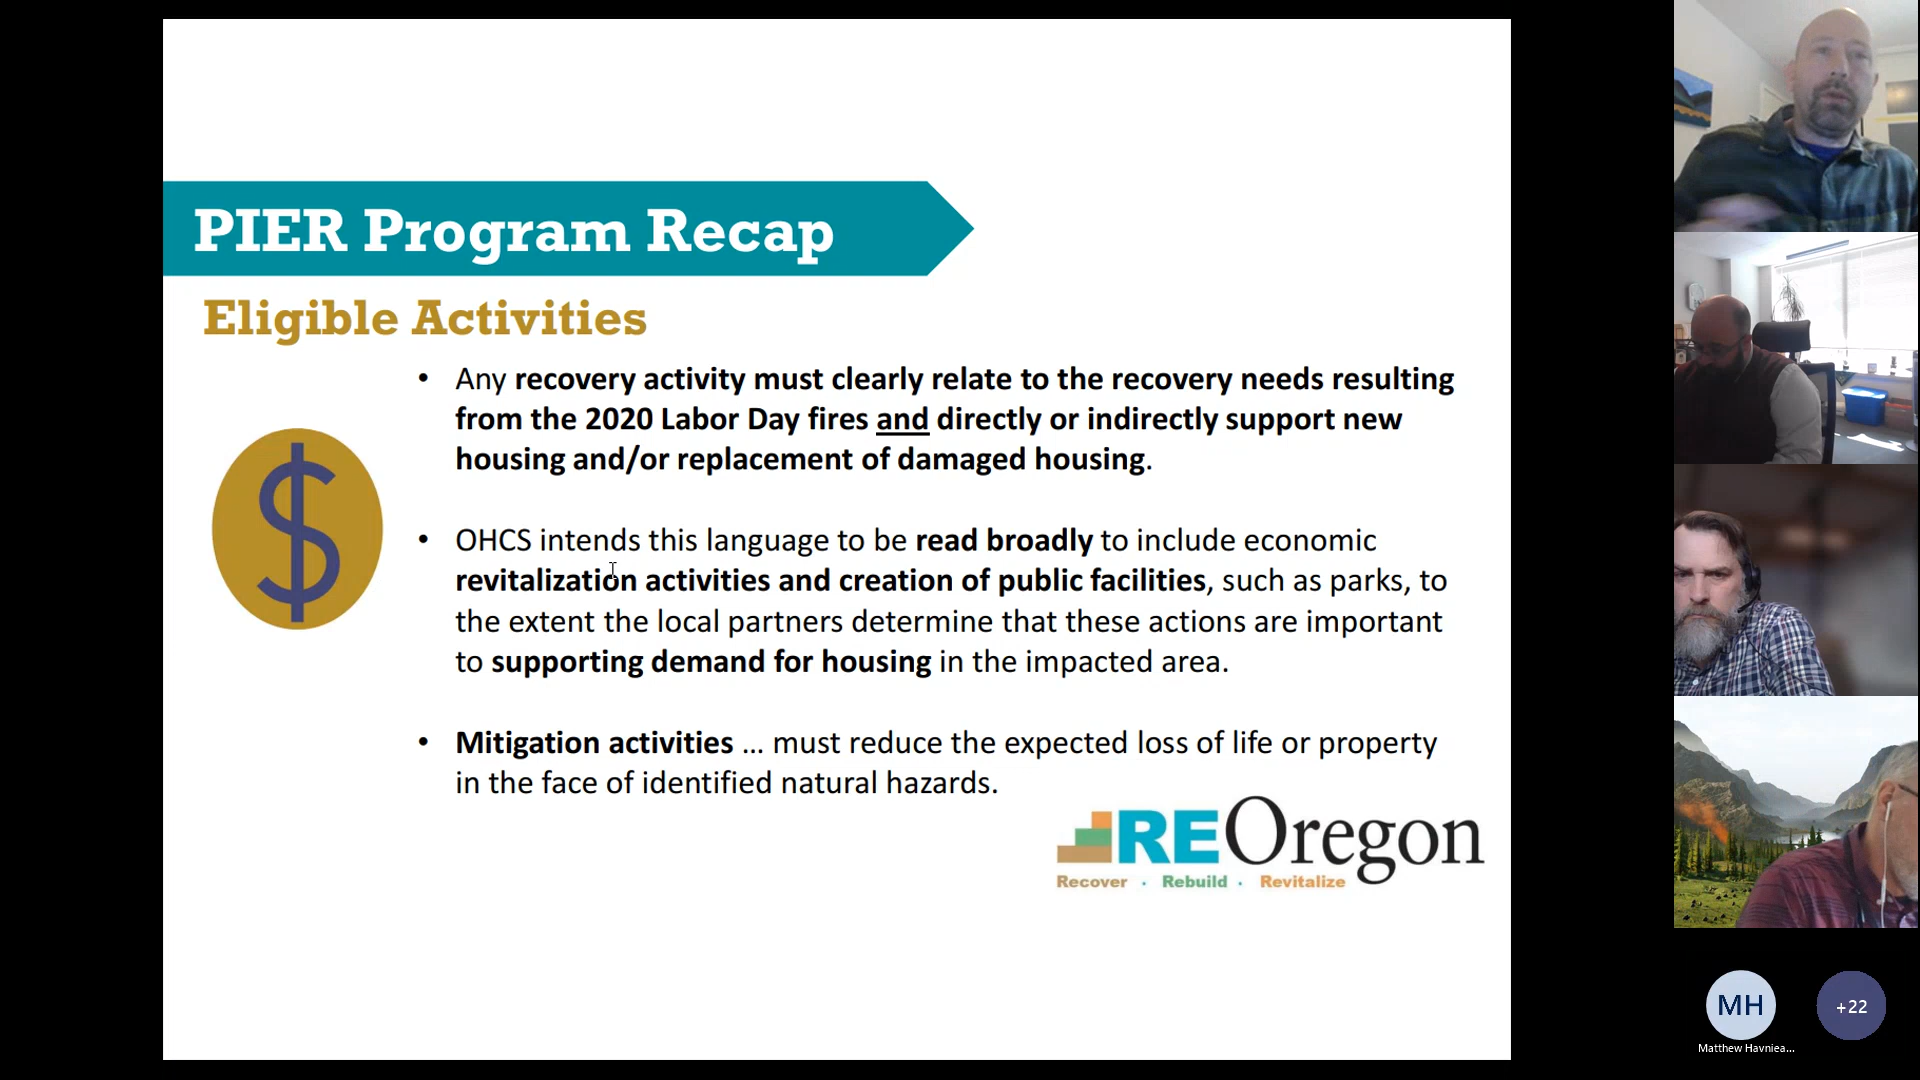 PIER Program Recap
Eligible Activities
• Any recovery activity must clearly relate to the recovery needs resulting
from the 2020 Labor Day fires and directly or indirectly support new
housing and/or replacement of damaged housing.
• OHCS intends this language to be read broadly to include economic
revitalization activities and creation of public facilities, such as parks, to
the extent the local partners determine that these actions are important
to supporting demand for housing in the impacted area.
• Mitigation activities … must reduce the expected loss of life or property
in the face of identified natural hazards.
$
REOregon
Recover · Rebuild · Revitalize
MH
+22
Matthew Havniea...